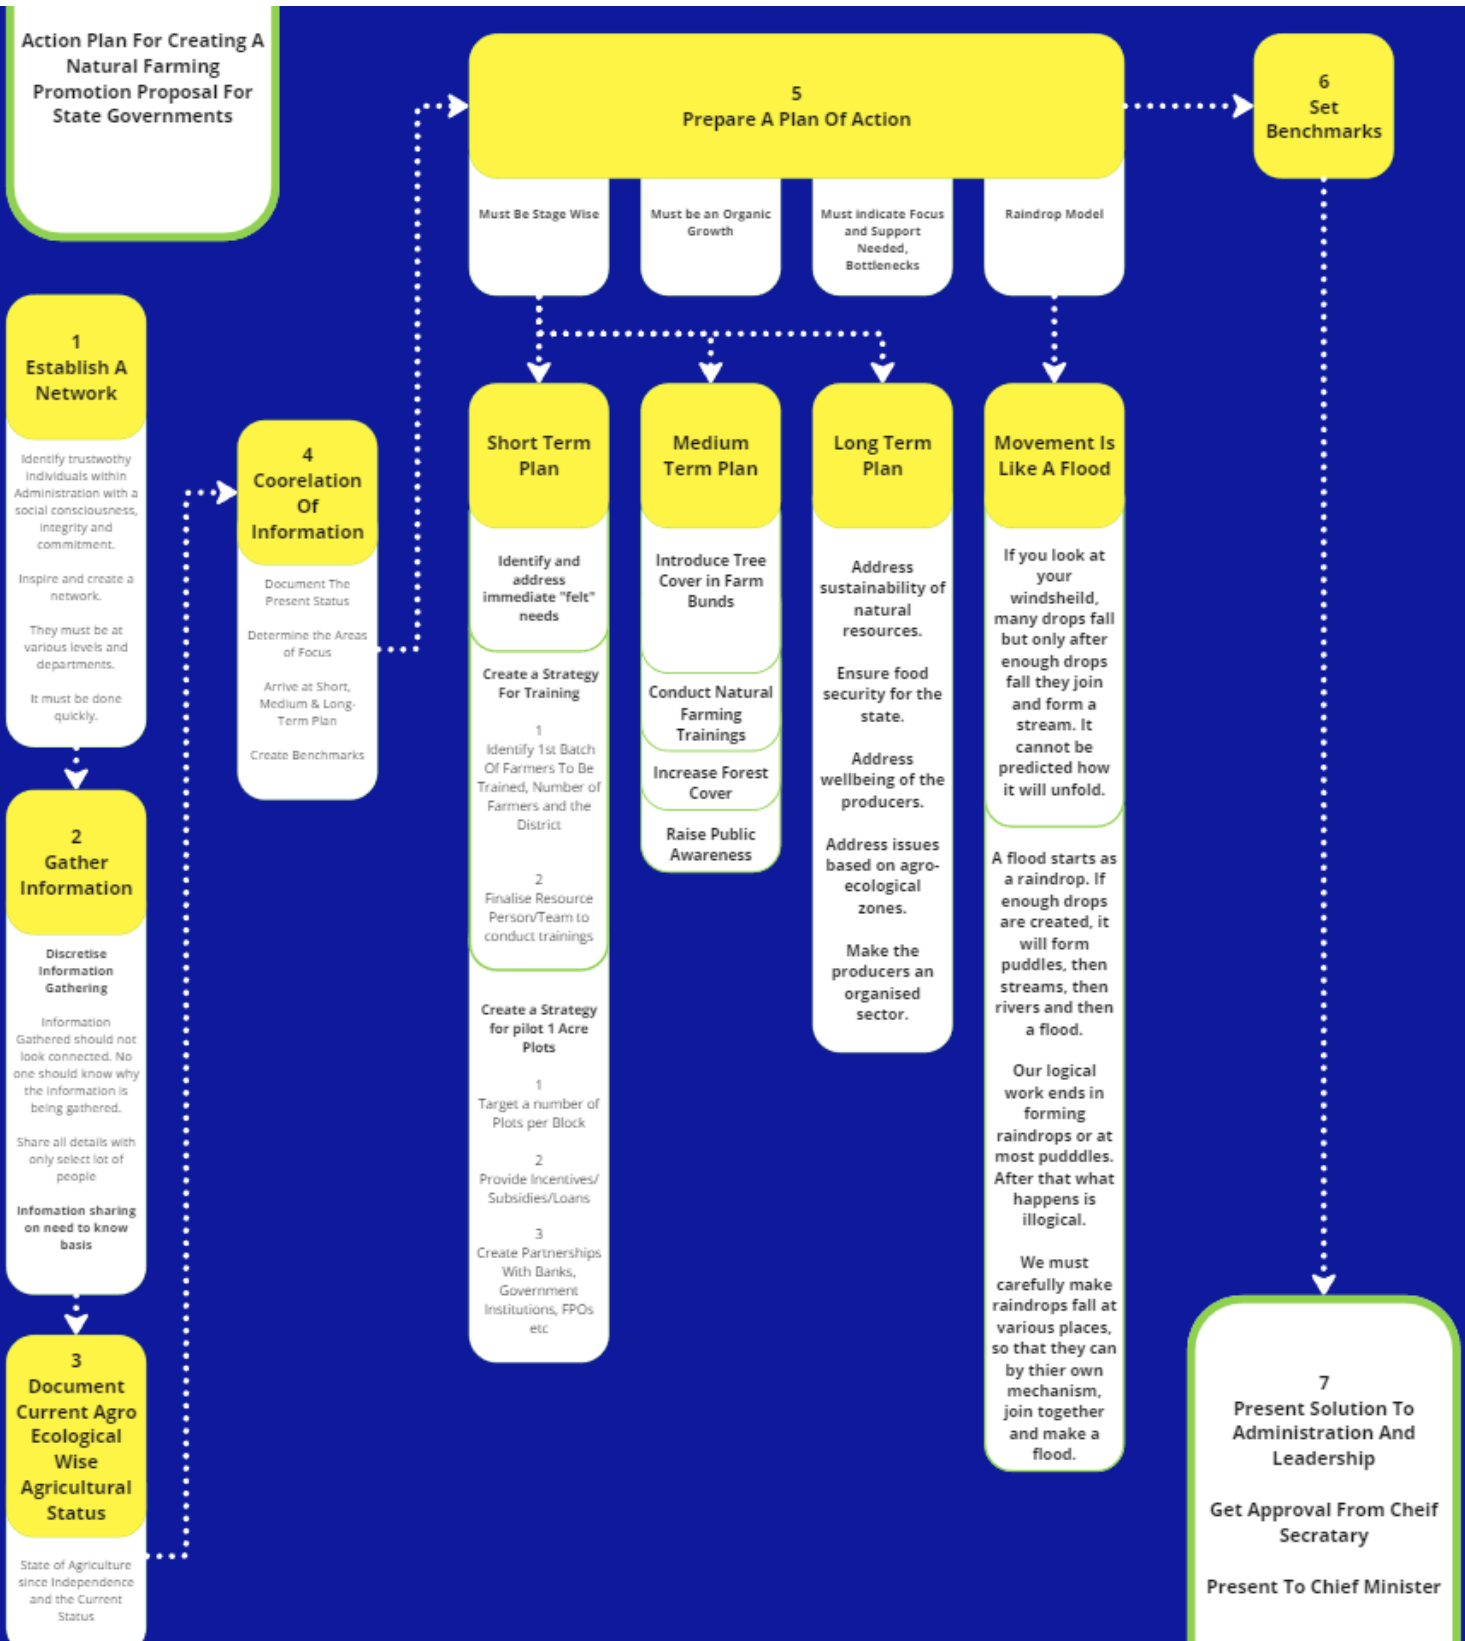 Action Plan For Creating A
Natural Farming
Promotion Proposal For
State Governments
1
Establish A
Network
Identify trustwothy
individuals within
Administration with a
social consciousness,
integrity and
commitment.
Inspire and create a
network.
They must be at
various levels and
departments.
It must be done
quickly.
2
Gather
Information
Discretise
Information
Gathering
Information
Gathered should not
look connected. No
one should know why
the information is
being gathered.
Share all details with
only select lot of
people
Infomation sharing
on need to know
basis
3
Document
Current Agro
Ecological
Wise
Agricultural
Status
State of Agriculture
since Independence
and the Current
Status
4
Coorelation
Of
Information
Document The
Present Status
Determine the Areas
of Focus
Arrive at Short,
Medium & Long-
Term Plan
Create Benchmarks
5
Prepare A Plan Of Action
Must Be Stage Wise
Must be an Organic
Growth
Must indicate Focus
and Support
Needed,
Bottlenecks
Raindrop Model
Short Term
Plan
Identify and
address
immediate "felt"
needs
Create a Strategy
For Training
1
Identify 1st Batch
Of Farmers To Be
Trained, Number of
Farmers and the
District
2
Finalise Resource
Person/Team to
conduct trainings
Create a Strategy
for pilot 1 Acre
Plots
1
Target a number of
Plots per Block
2
Provide Incentives/
Subsidies/Loans
3
Create Partnerships
With Banks,
Government
Institutions, FPOs
etc
Medium
Term Plan
Introduce Tree
Cover in Farm
Bunds
Conduct Natural
Farming
Trainings
Increase Forest
Cover
Raise Public
Awareness
Long Term
Plan
Address
sustainability of
natural
resources.
Ensure food
security for the
state.
Address
wellbeing of the
producers.
Address issues
based on agro-
ecological
zones.
Make the
producers an
organised
sector.
Movement Is
Like A Flood
If you look at
your
windsheild,
many drops fall
but only after
enough drops
fall they join
and form a
stream. It
cannot be
predicted how
it will unfold.
A flood starts as
a raindrop. If
enough drops
are created, it
will form
puddles, then
streams, then
rivers and then
a flood.
Our logical
work ends in
forming
raindrops or at
most pudddles.
After that what
happens is
illogical.
We must
carefully make
raindrops fall at
various places,
so that they can
by thier own
mechanism,
join together
and make a
flood.
6
Set
Benchmarks
7
Present Solution To
Administration And
Leadership
Get Approval From Cheif
Secratary
Present To Chief Minister